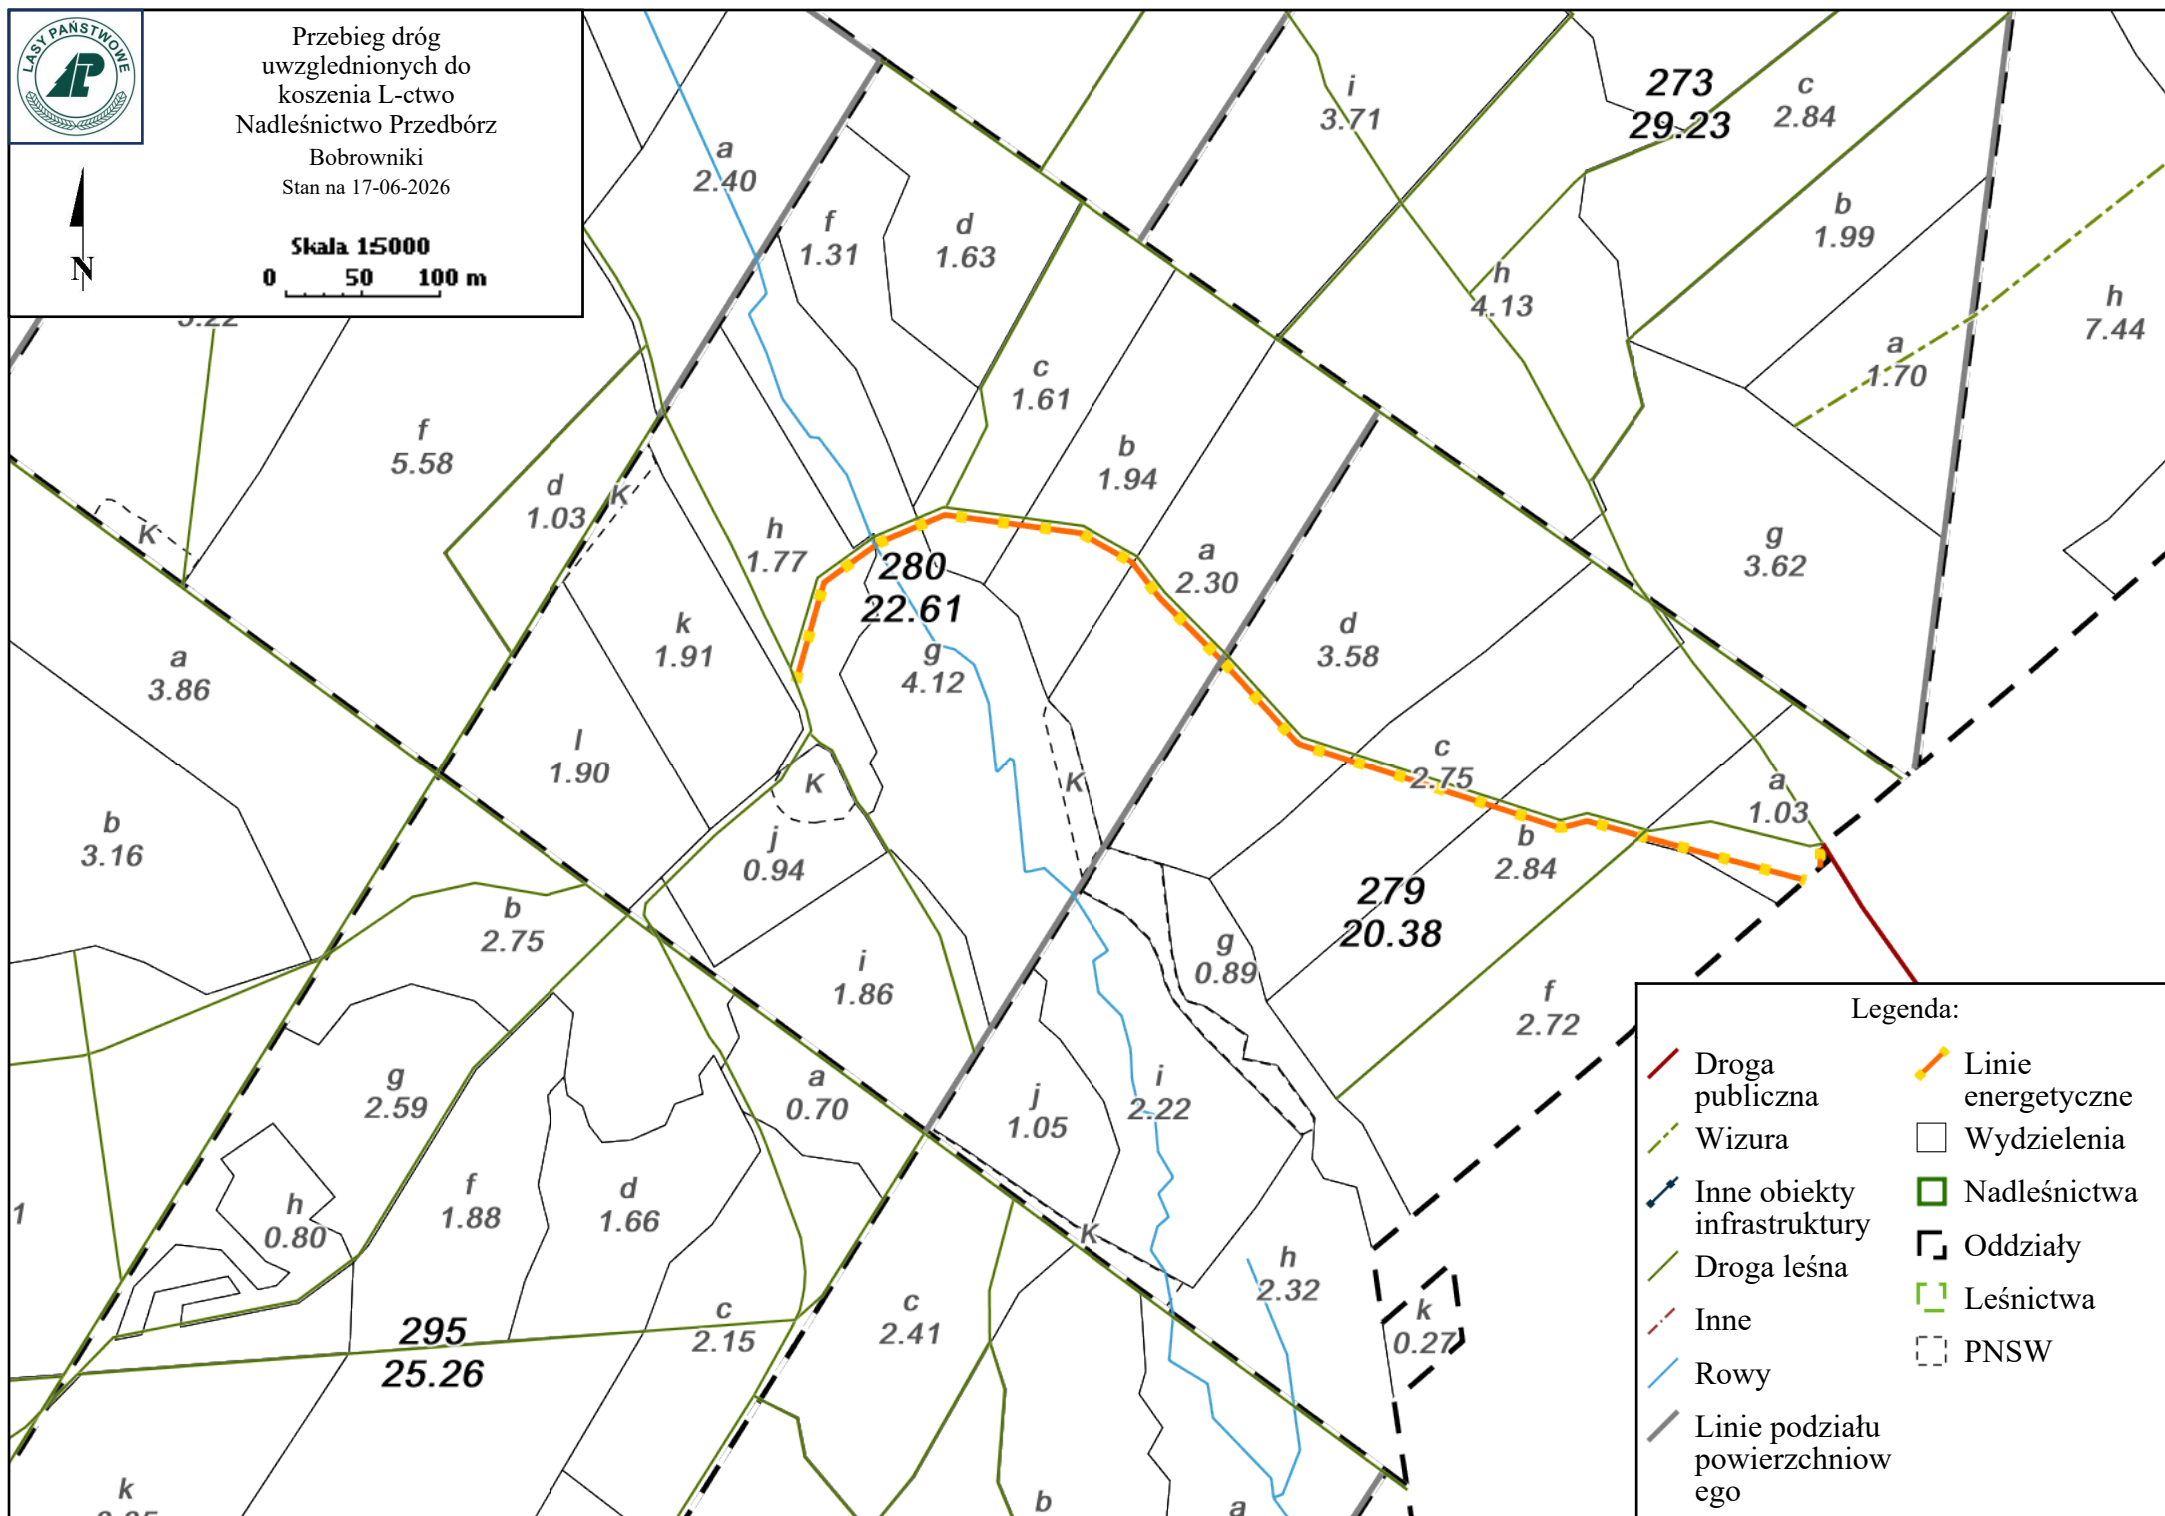 LASY PAŃSTWOWE
Przebieg dróg
uwzglednionych do
koszenia L-ctwo
Nadleśnictwo Przedbórz
Bobrowniki
Stan na 17-06-2026
N
Skala 1:5000
0 50 100 m
273
29.23
i
3.71
c
2.84
a
2.40
b
1.99
f
1.31
d
1.63
h
4.13
h
7.44
a
1.70
c
1.61
f
5.58
b
1.94
d
1.03
K
K
h
1.77
a
2.30
g
3.62
280
22.61
k
1.91
d
3.58
g
4.12
a
3.86
l
1.90
K
K
c
2.75
a
1.03
b
3.16
j
0.94
b
2.84
279
20.38
b
2.75
g
0.89
i
1.86
f
2.72
g
2.59
a
0.70
j
1.05
i
2.22
f
1.88
d
1.66
h
0.80
1
K
h
2.32
c
2.15
c
2.41
k
0.27
295
25.26
k
b
a
Legenda:
Droga
publiczna
Wizura
Inne obiekty
infrastruktury
Droga leśna
Inne
Rowy
Linie podziału
powierzchniow
ego
Linie
energetyczne
Wydzielenia
Nadleśnictwa
Oddziały
Leśnictwa
PNSW